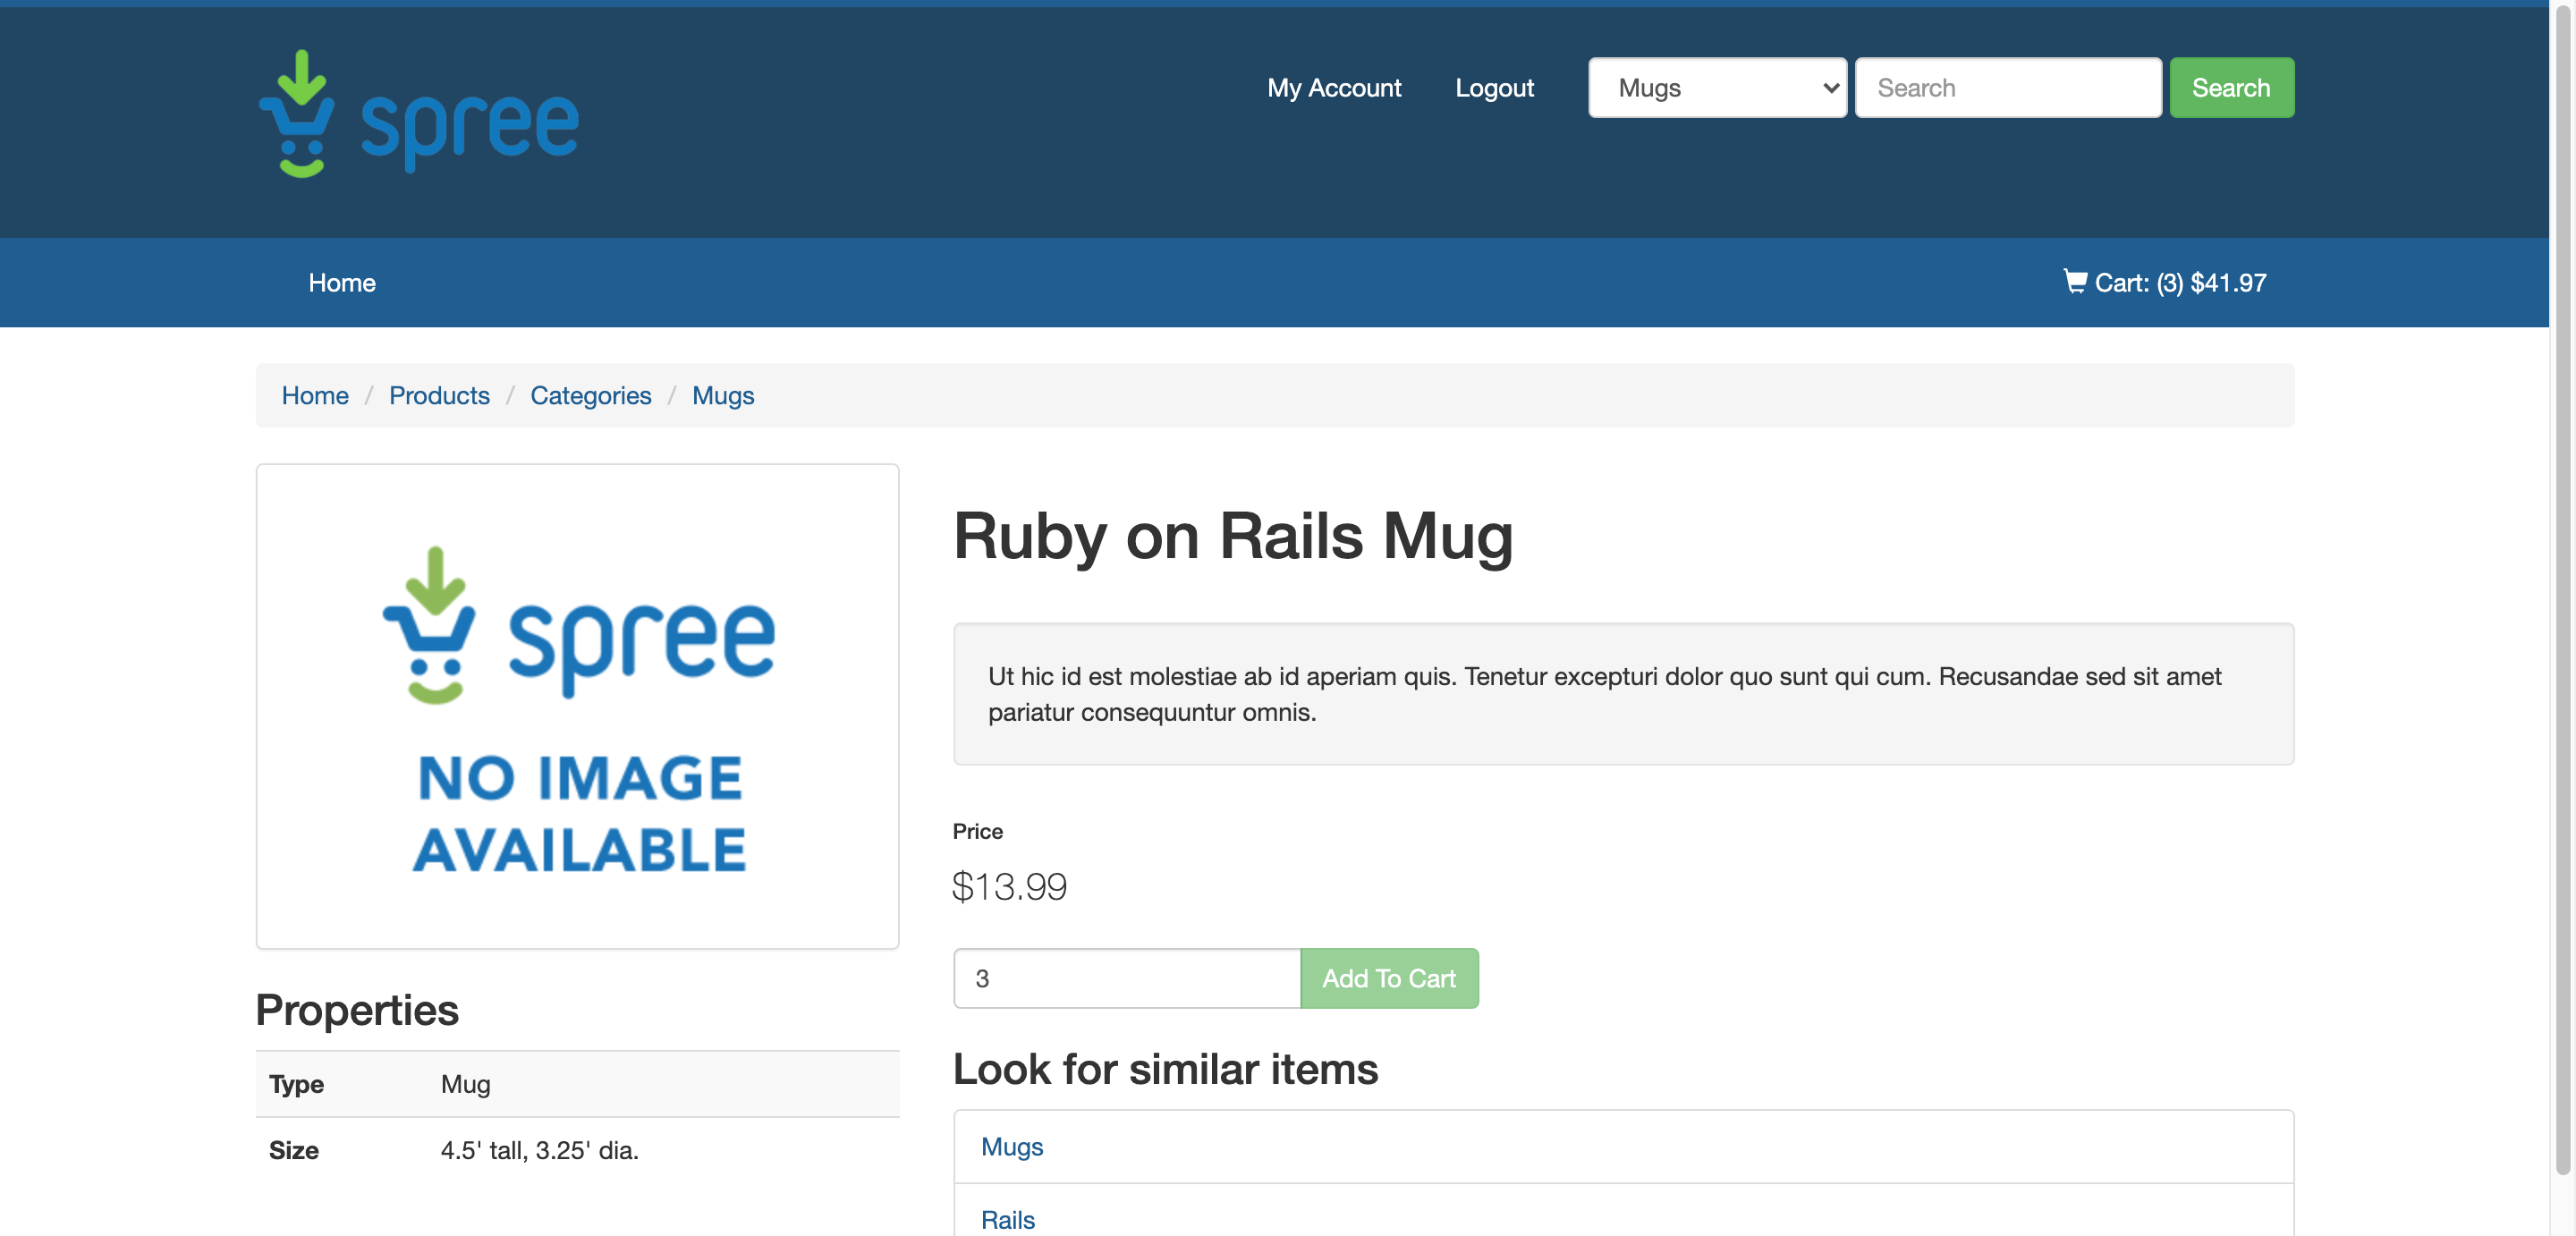 spree
My Account Logout Mugs Search Search
Home Cart: (3) $41.97
Home / Products / Categories / Mugs
spree
NO IMAGE
AVAILABLE
Properties
Type Mug
Size 4.5' tall, 3.25' dia.
Ruby on Rails Mug
Ut hic id est molestiae ab id aperiam quis. Tenetur excepturi dolor quo sunt qui cum. Recusandae sed sit amet
pariatur consequuntur omnis.
Price
$13.99
3 Add To Cart
Look for similar items
Mugs
Rails